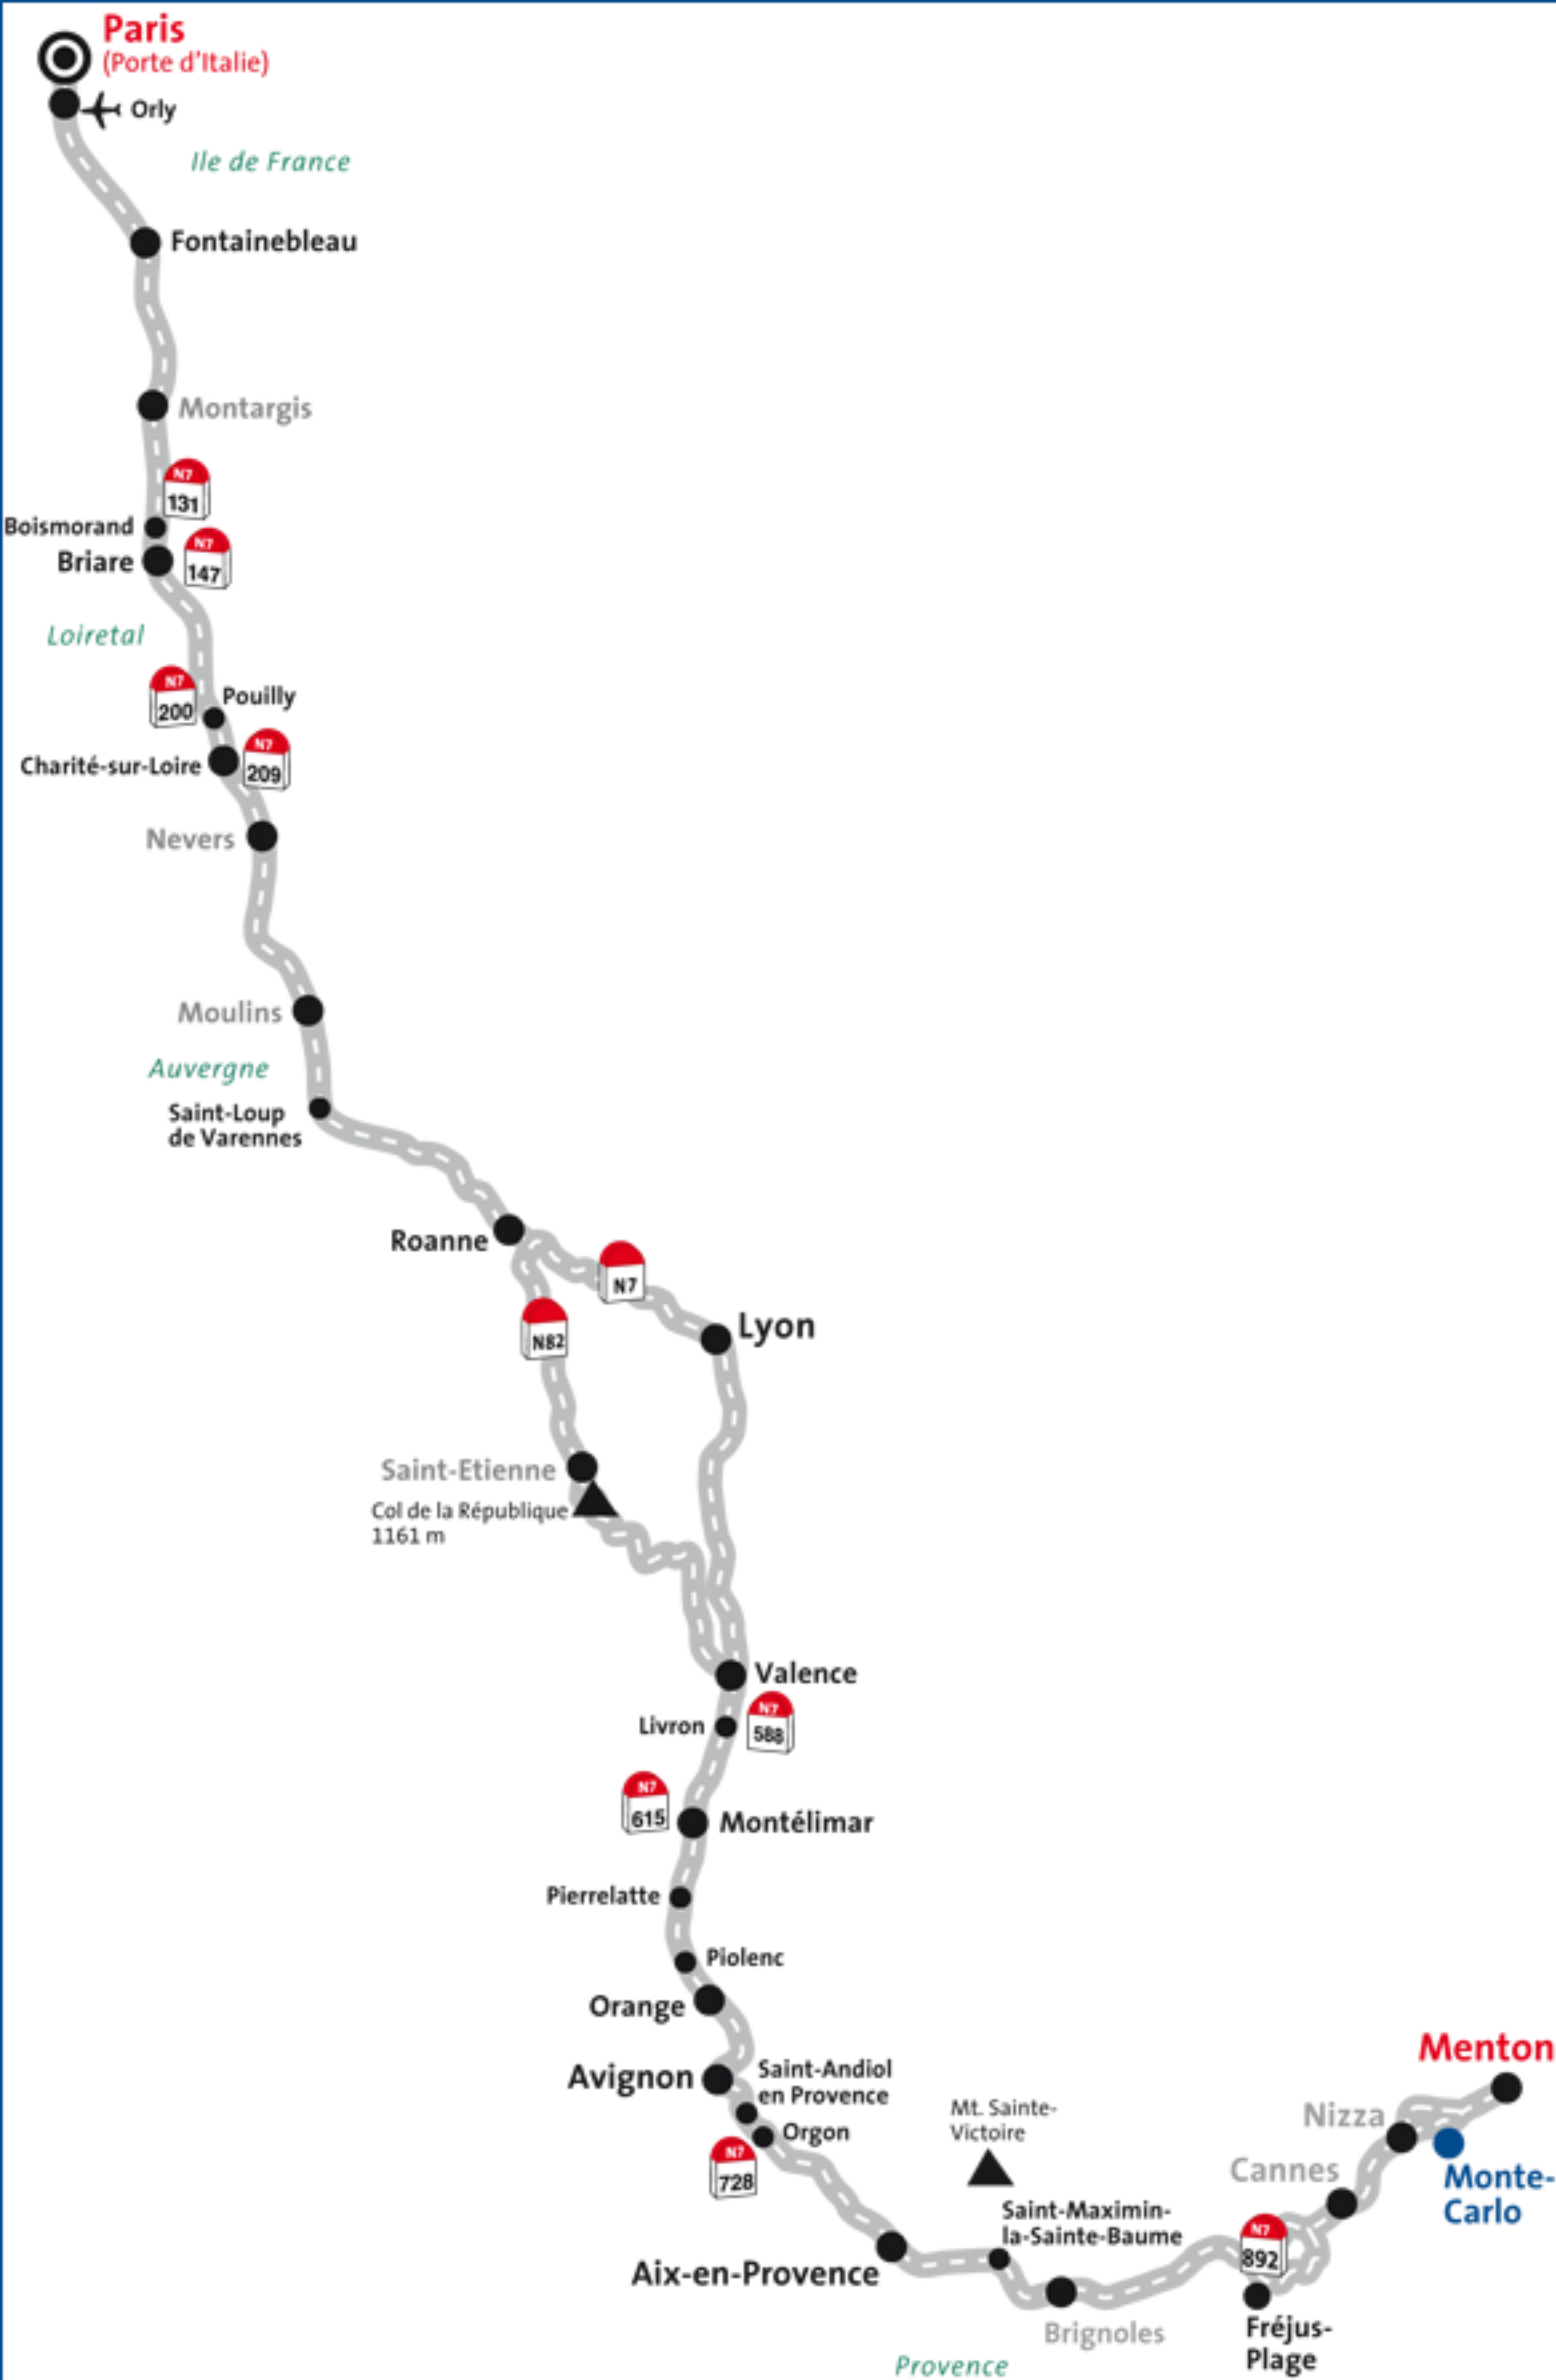 Paris
(Porte d'Italie)
Orly
Ile de France
Fontainebleau
Montargis
N7
131
Boismorand
N7
147
Briare
Loiretal
N7
200
Pouilly
N7
209
Charité-sur-Loire
Nevers
Moulins
Auvergne
Saint-Loup
de Varennes
Roanne
N7
Lyon
N82
Saint-Etienne
Col de la République
1161 m
Valence
N7
588
Livron
N7
615
Montélimar
Pierrelatte
Piolenc
Orange
Avignon
Saint-Andiol
en Provence
Orgon
N7
728
Mt. Sainte-
Victoire
Menton
Nizza
Cannes
Monte-
Carlo
Saint-Maximin-
la-Sainte-Baume
N7
892
Aix-en-Provence
Brignoles
Fréjus-
Plage
Provence